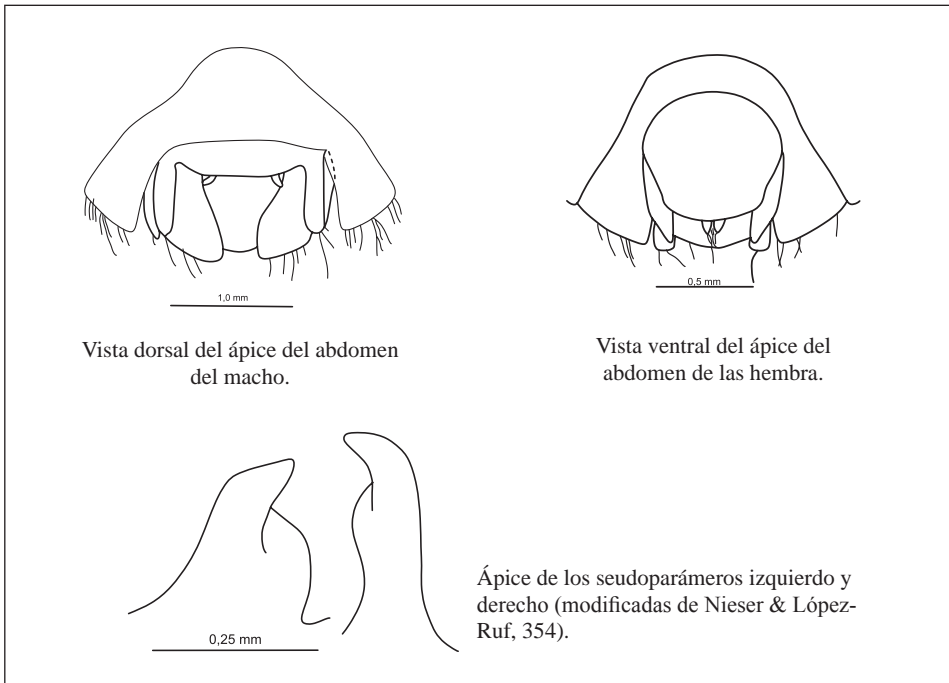 1,0 mm
Vista dorsal del ápice del abdomen
del macho.
0,5 mm
Vista ventral del ápice del
abdomen de las hembra.
0,25 mm
Ápice de los seudoparámeros izquierdo y
derecho (modificadas de Nieser & López-
Ruf, 354).